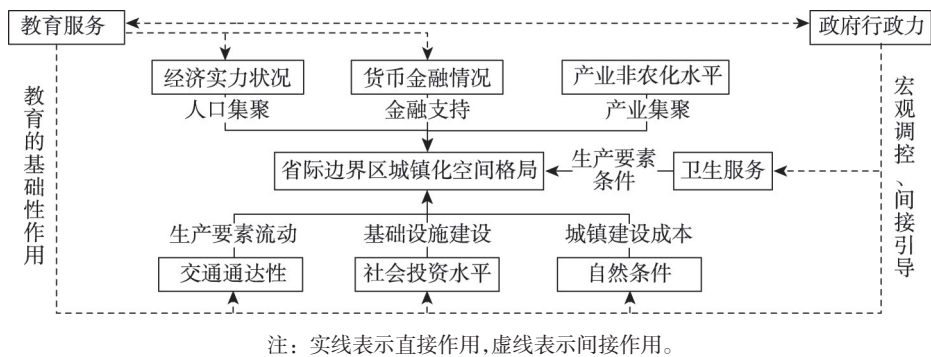 教育服务
政府行政力
经济实力状况
货币金融情况
产业非农化水平
人口集聚
金融支持
产业集聚
教育的基础性作用
宏观调控、间接引导
省际边界区城镇化空间格局
生产要素
条件
卫生服务
生产要素流动
基础设施建设
城镇建设成本
交通通达性
社会投资水平
自然条件
注：实线表示直接作用,虚线表示间接作用。